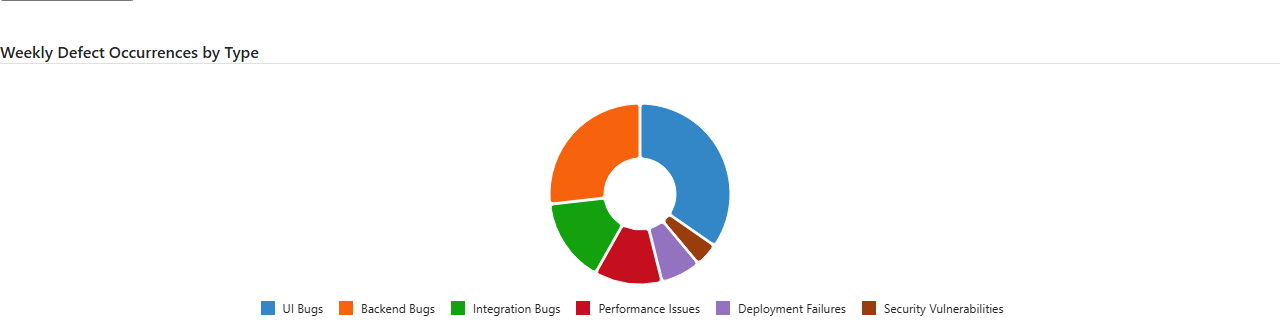 Weekly Defect Occurrences by Type
UI Bugs Backend Bugs Integration Bugs Performance Issues Deployment Failures Security Vulnerabilities